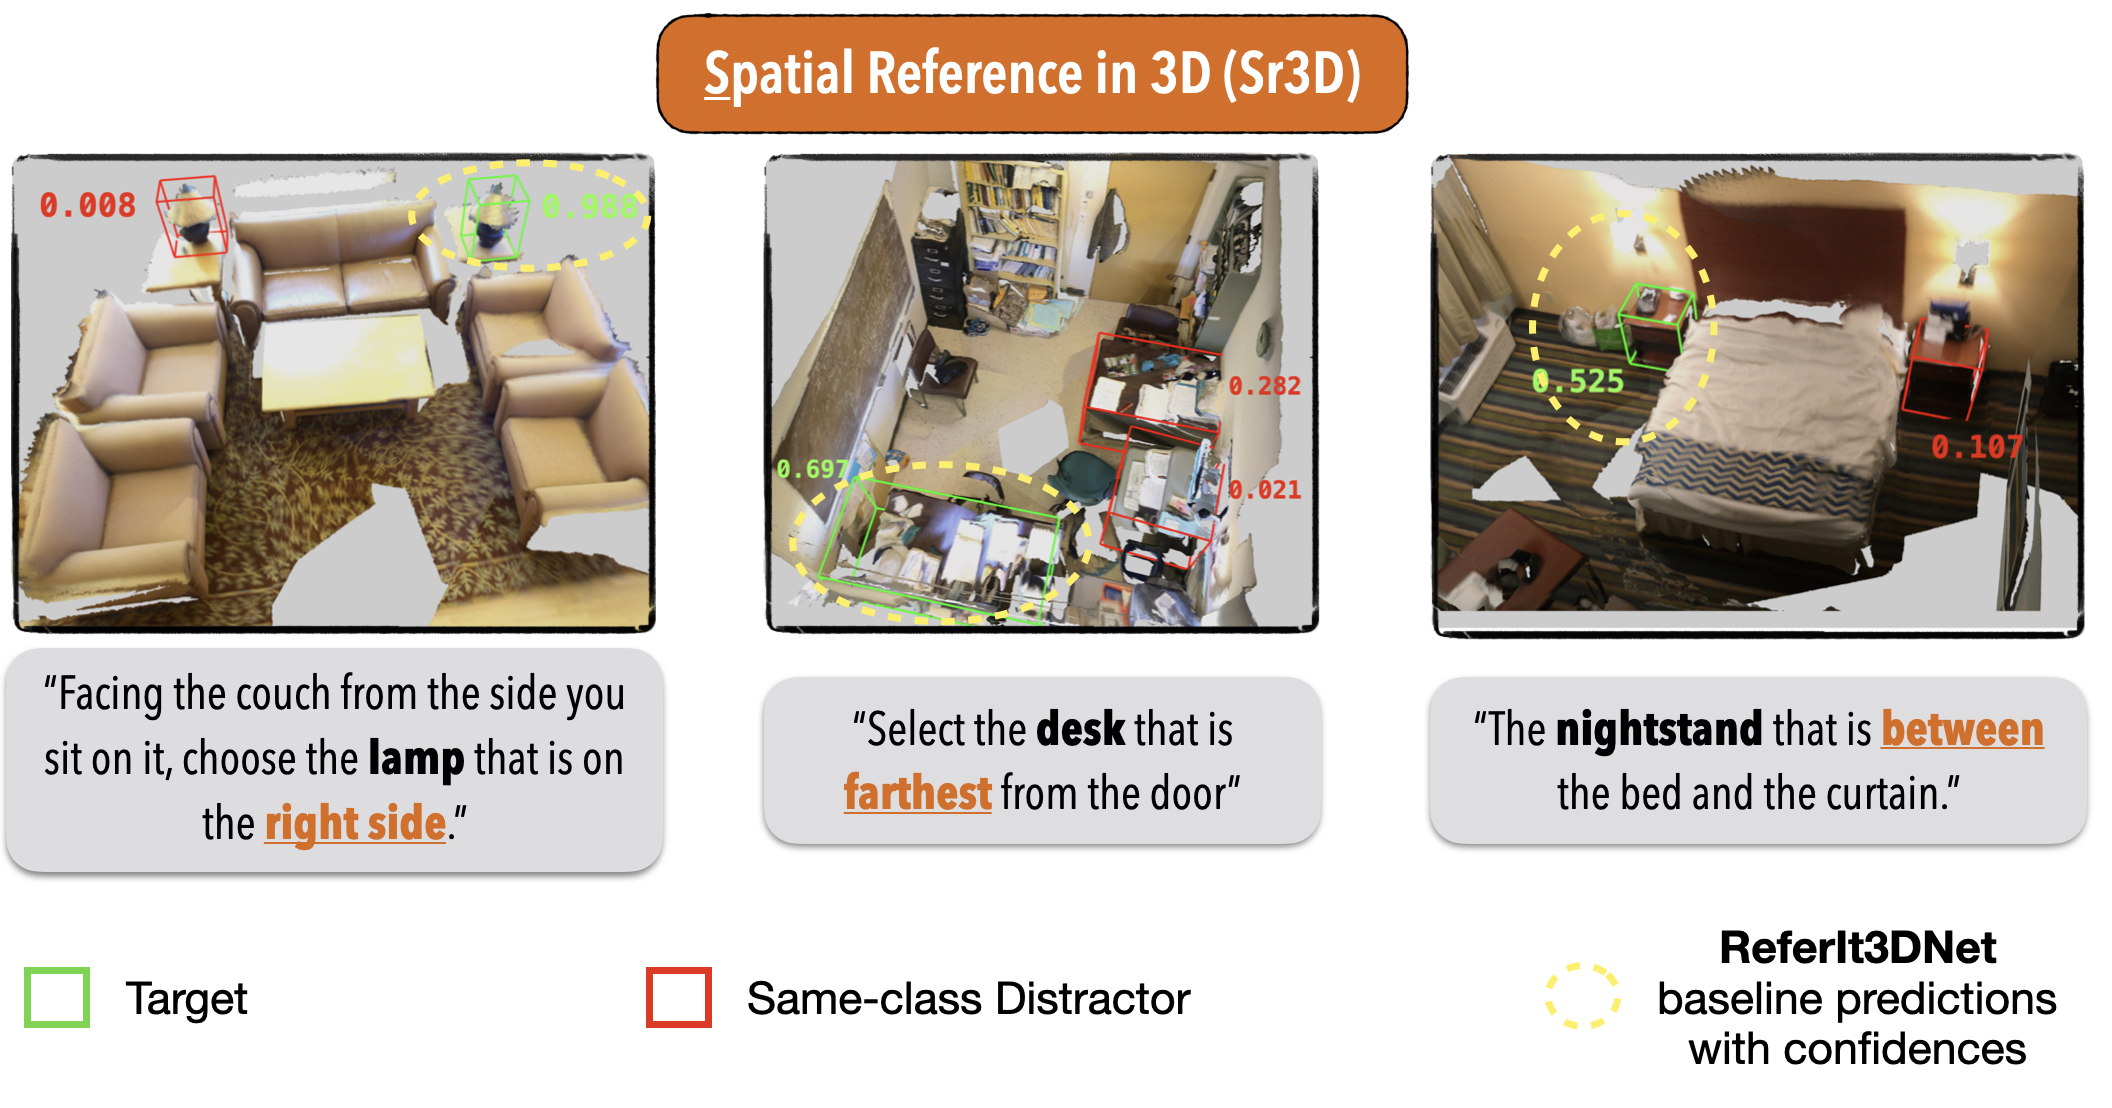 Spatial Reference in 3D (Sr3D)
0.008
0.988
0.282
0.697
0.021
0.525
0.107
“Facing the couch from the side you
sit on it, choose the lamp that is on
the right side.”
“Select the desk that is
farthest from the door”
“The nightstand that is between
the bed and the curtain.”
Target
Same-class Distractor
ReferIt3DNet
baseline predictions
with confidences